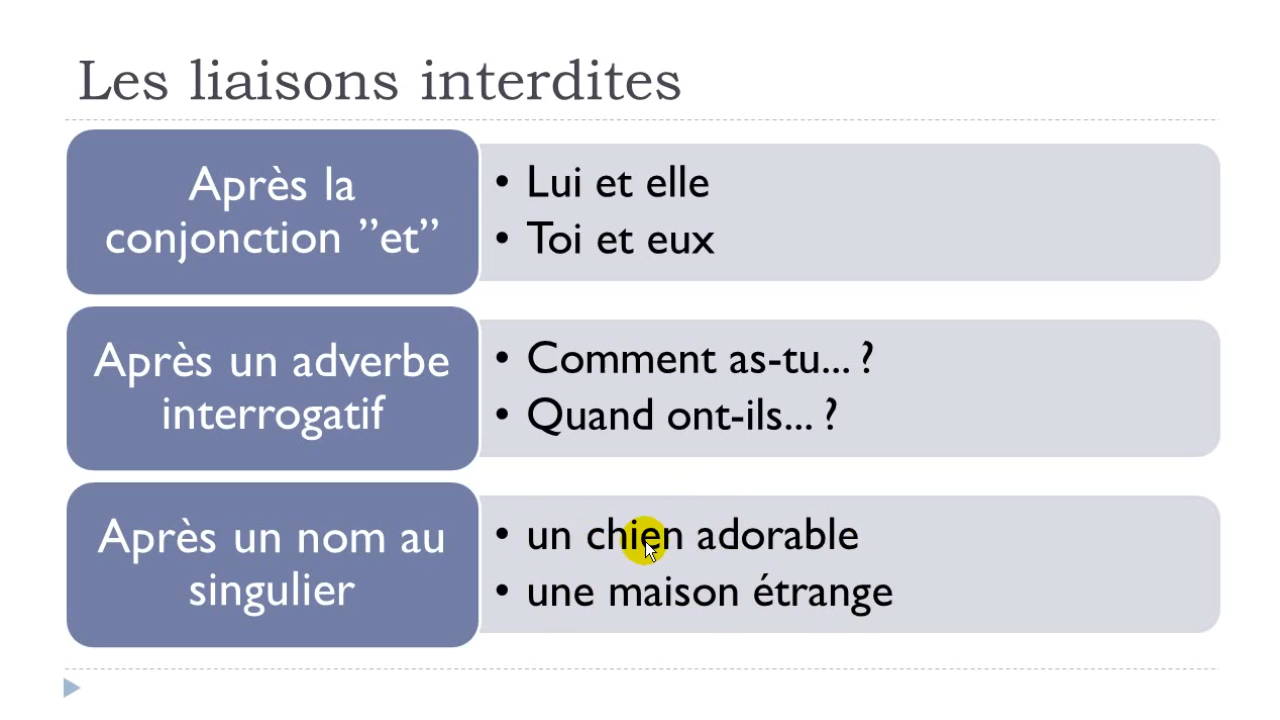 Les liaisons interdites
Après la
conjonction ”et”
• Lui et elle
• Toi et eux
Après un adverbe
interrogatif
• Comment as-tu... ?
• Quand ont-ils... ?
Après un nom au
singulier
• un chien adorable
• une maison étrange